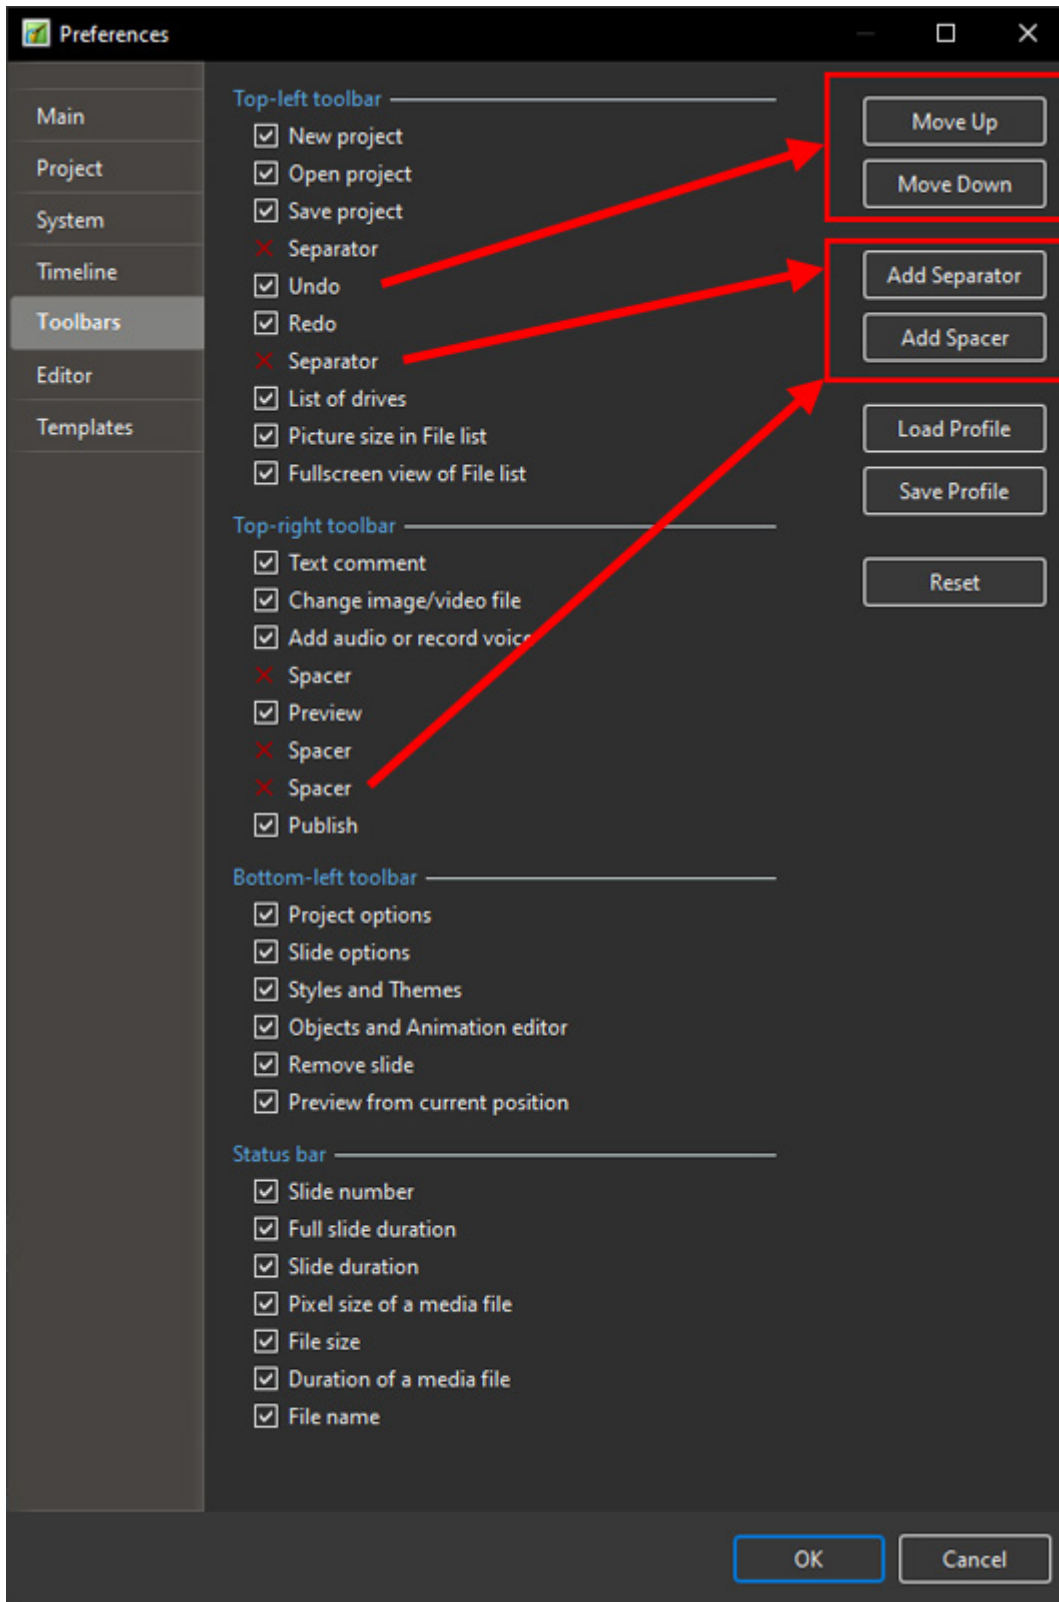 Preferences
Main
Project
System
Timeline
Toolbars
Editor
Templates
Top-left toolbar
New project
Open project
Save project
Separator
Undo
Redo
Separator
List of drives
Picture size in File list
Fullscreen view of File list
Top-right toolbar
Text comment
Change image/video file
Add audio or record voice
Spacer
Preview
Spacer
Spacer
Publish
Bottom-left toolbar
Project options
Slide options
Styles and Themes
Objects and Animation editor
Remove slide
Preview from current position
Status bar
Slide number
Full slide duration
Slide duration
Pixel size of a media file
File size
Duration of a media file
File name
Move Up
Move Down
Add Separator
Add Spacer
Load Profile
Save Profile
Reset
OK
Cancel